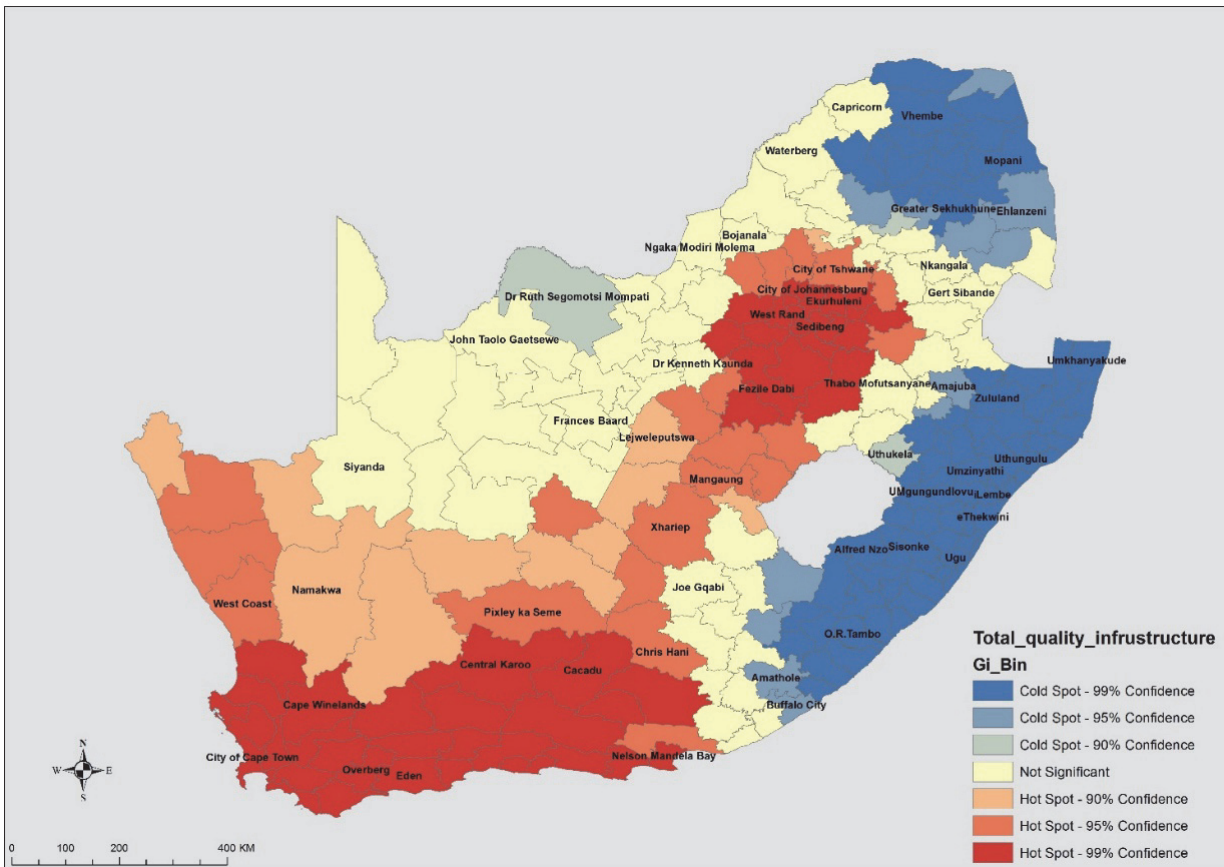 Capricorn
Vhembe
Waterberg
Mopani
Greater Sekhukhune
Ehlanzeni
Bojanala
Ngaka Modiri Molema
Nkangala
City of Tshwane
City of Johannesburg
Gert Sibande
Ekurhuleni
Dr Ruth Segomotsi Mompati
West Rand
Sedibeng
John Taolo Gaetsewe
Umkhanyakude
Dr Kenneth Kaunda
Fezile Dabi
Thabo Mofutsanyane
Amajuba
Zululand
Frances Baard
Lejweleputswa
Siyanda
Uthukela
Uthungulu
Umzinyathi
Mangaung
UMgungundlovu
iLembe
eThekwini
Xhariep
Alfred Nzo
Sisonke
Ugu
Joe Gqabi
Namakwa
West Coast
Pixley ka Seme
O.R.Tambo
Chris Hani
Central Karoo
Cacadu
Amathole
Cape Winelands
Buffalo City
City of Cape Town
Nelson Mandela Bay
Overberg
Eden
Total_quality_infrustructure
Gi_Bin
Cold Spot - 99% Confidence
Cold Spot - 95% Confidence
Cold Spot - 90% Confidence
Not Significant
Hot Spot - 90% Confidence
Hot Spot - 95% Confidence
Hot Spot - 99% Confidence
N
W E
S
0 100 200 400 KM